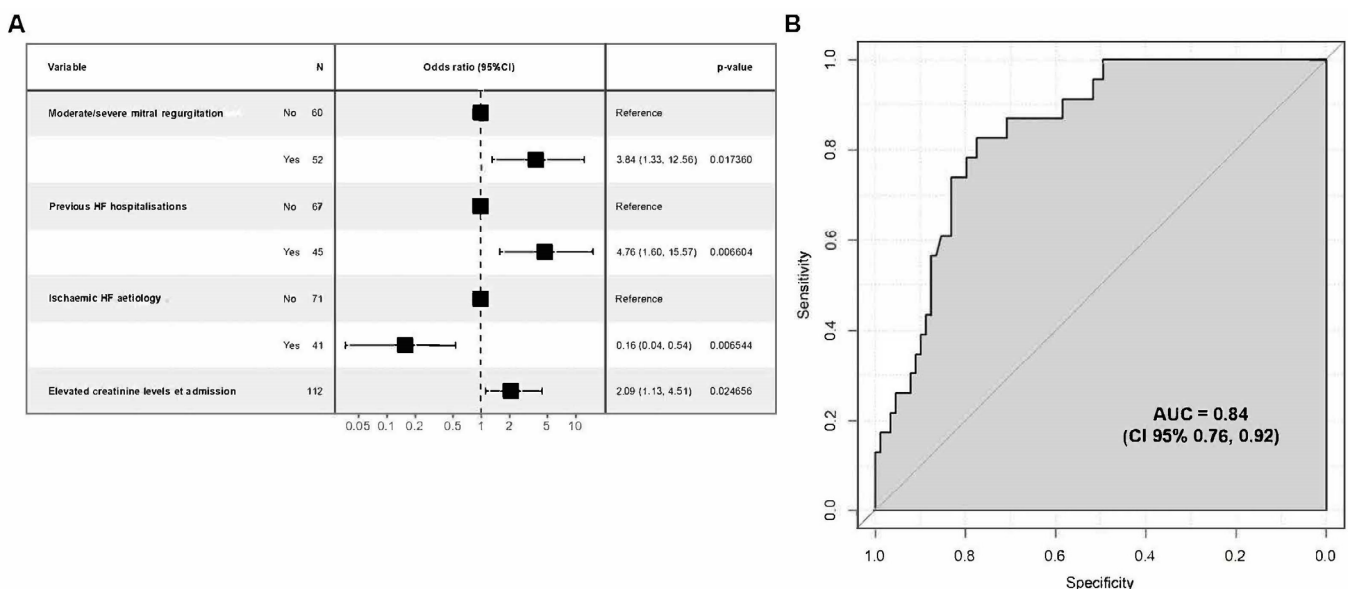 A
Variable N Odds ratio (95%CI) p-value
Moderate/severe mitral regurgitation No 60 Reference
Yes 52 3.84 (1.33, 12.56) 0.017360
Previous HF hospitalisations No 67 Reference
Yes 45 4.76 (1.60, 15.57) 0.006604
Ischaemic HF aetiology No 71 Reference
Yes 41 0.16 (0.04, 0.54) 0.006544
Elevated creatinine levels et admission 112 2.09 (1.13, 4.51) 0.024656
0.05 0.1 0.2 0.5 1 2 5 10
B
Sensitivity
1.0
0.8
0.6
0.4
0.2
0.0
AUC = 0.84
(CI 95% 0.76, 0.92)
1.0 0.8 0.6 0.4 0.2 0.0
Specificity